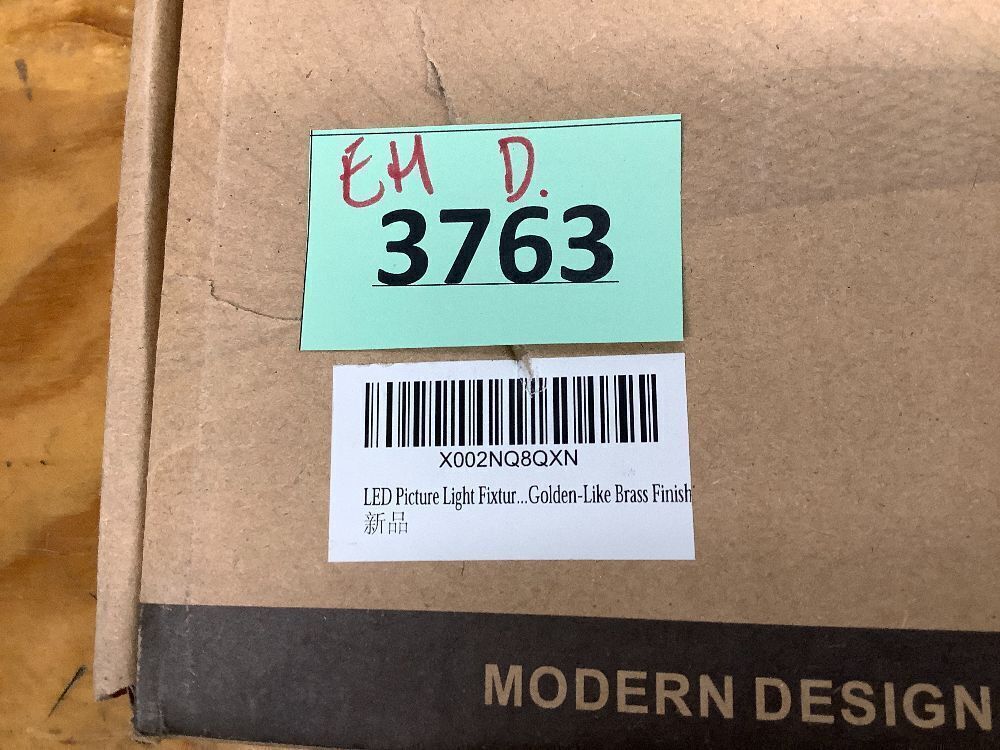 EH D.
3763
X002NQ8QXN
LED Picture Light Fixtur...Golden-Like Brass Finish
新品
MODERN DESIGN